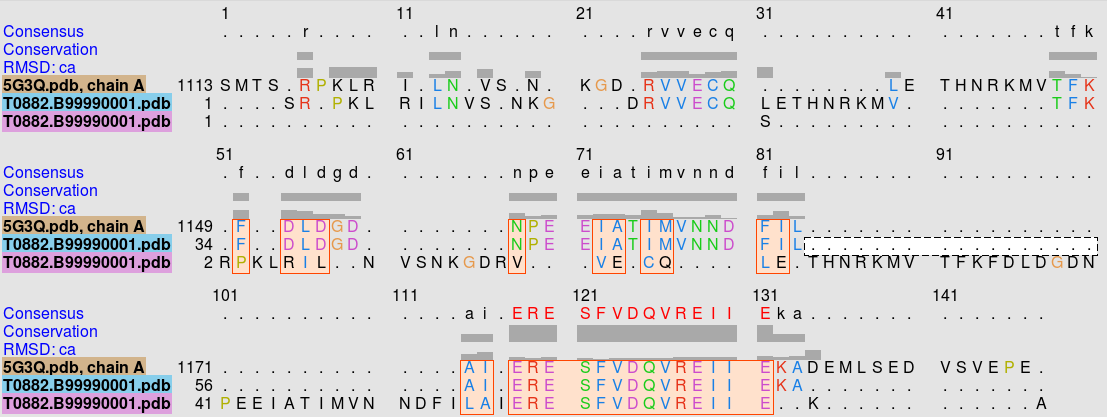 1 11 21 31 41
Consensus . . . . . r . . . . . . l n . . . . . . . . . . r v v e c q . . . . . . . . . . . . . . . . . t f k
Conservation
RMSD: ca
5G3Q.pdb, chain A 1113 S M T S . R P K L R I . L N . V S . N . K G D . R V V E C Q . . . . . . . . L E T H N R K M V T F K
T0882.B99990001.pdb 1 . . . . S R . P K L R I L N V S . N K G . . . D R V V E C Q L E T H N R K M V . . . . . . . . T F K
T0882.B99990001.pdb 1 . . . . . . . . . . . . . . . . . . . . . . . . . . . . . . S . . . . . . . . . . . . . . . . . . .
51 61 71 81 91
Consensus . f . . d l d g d . . . . . . . . n p e e i a t i m v n n d f i l . . . . . . . . . . . . . . . . .
Conservation
RMSD: ca
5G3Q.pdb, chain A 1149 . F . . D L D G D . . . . . . . . N P E E I A T I M V N N D F I L . . . . . . . . . . . . . . . . .
T0882.B99990001.pdb 34 . F . . D L D G D . . . . . . . . N P E E I A T I M V N N D F I L . . . . . . . . . . . . . . . . .
T0882.B99990001.pdb 2 R P K L R I L . . N V S N K G D R V . . . V E . C Q . . . . L E . T H N R K M V T F K F D L D G D N
101 111 121 131 141
Consensus . . . . . . . . . . . . . . a i . E R E S F V D Q V R E I I E k a . . . . . . . . . . . . . .
Conservation
RMSD: ca
5G3Q.pdb, chain A 1171 . . . . . . . . . . . . . . A I . E R E S F V D Q V R E I I E K A D E M L S E D V S V E P E .
T0882.B99990001.pdb 56 . . . . . . . . . . . . . . A I . E R E S F V D Q V R E I I E K A . . . . . . . . . . . . . .
T0882.B99990001.pdb 41 P E E I A T I M V N N D F I L A I . E R E S F V D Q V R E I I E . . K . . . . . . . . . . . . A